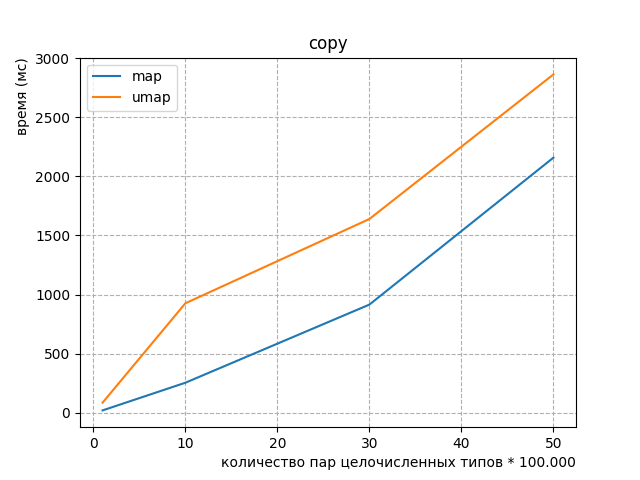 copy
время (мс)
3000
2500
2000
1500
1000
500
0
map
umap
0 10 20 30 40 50
количество пар целочисленных типов * 100.000